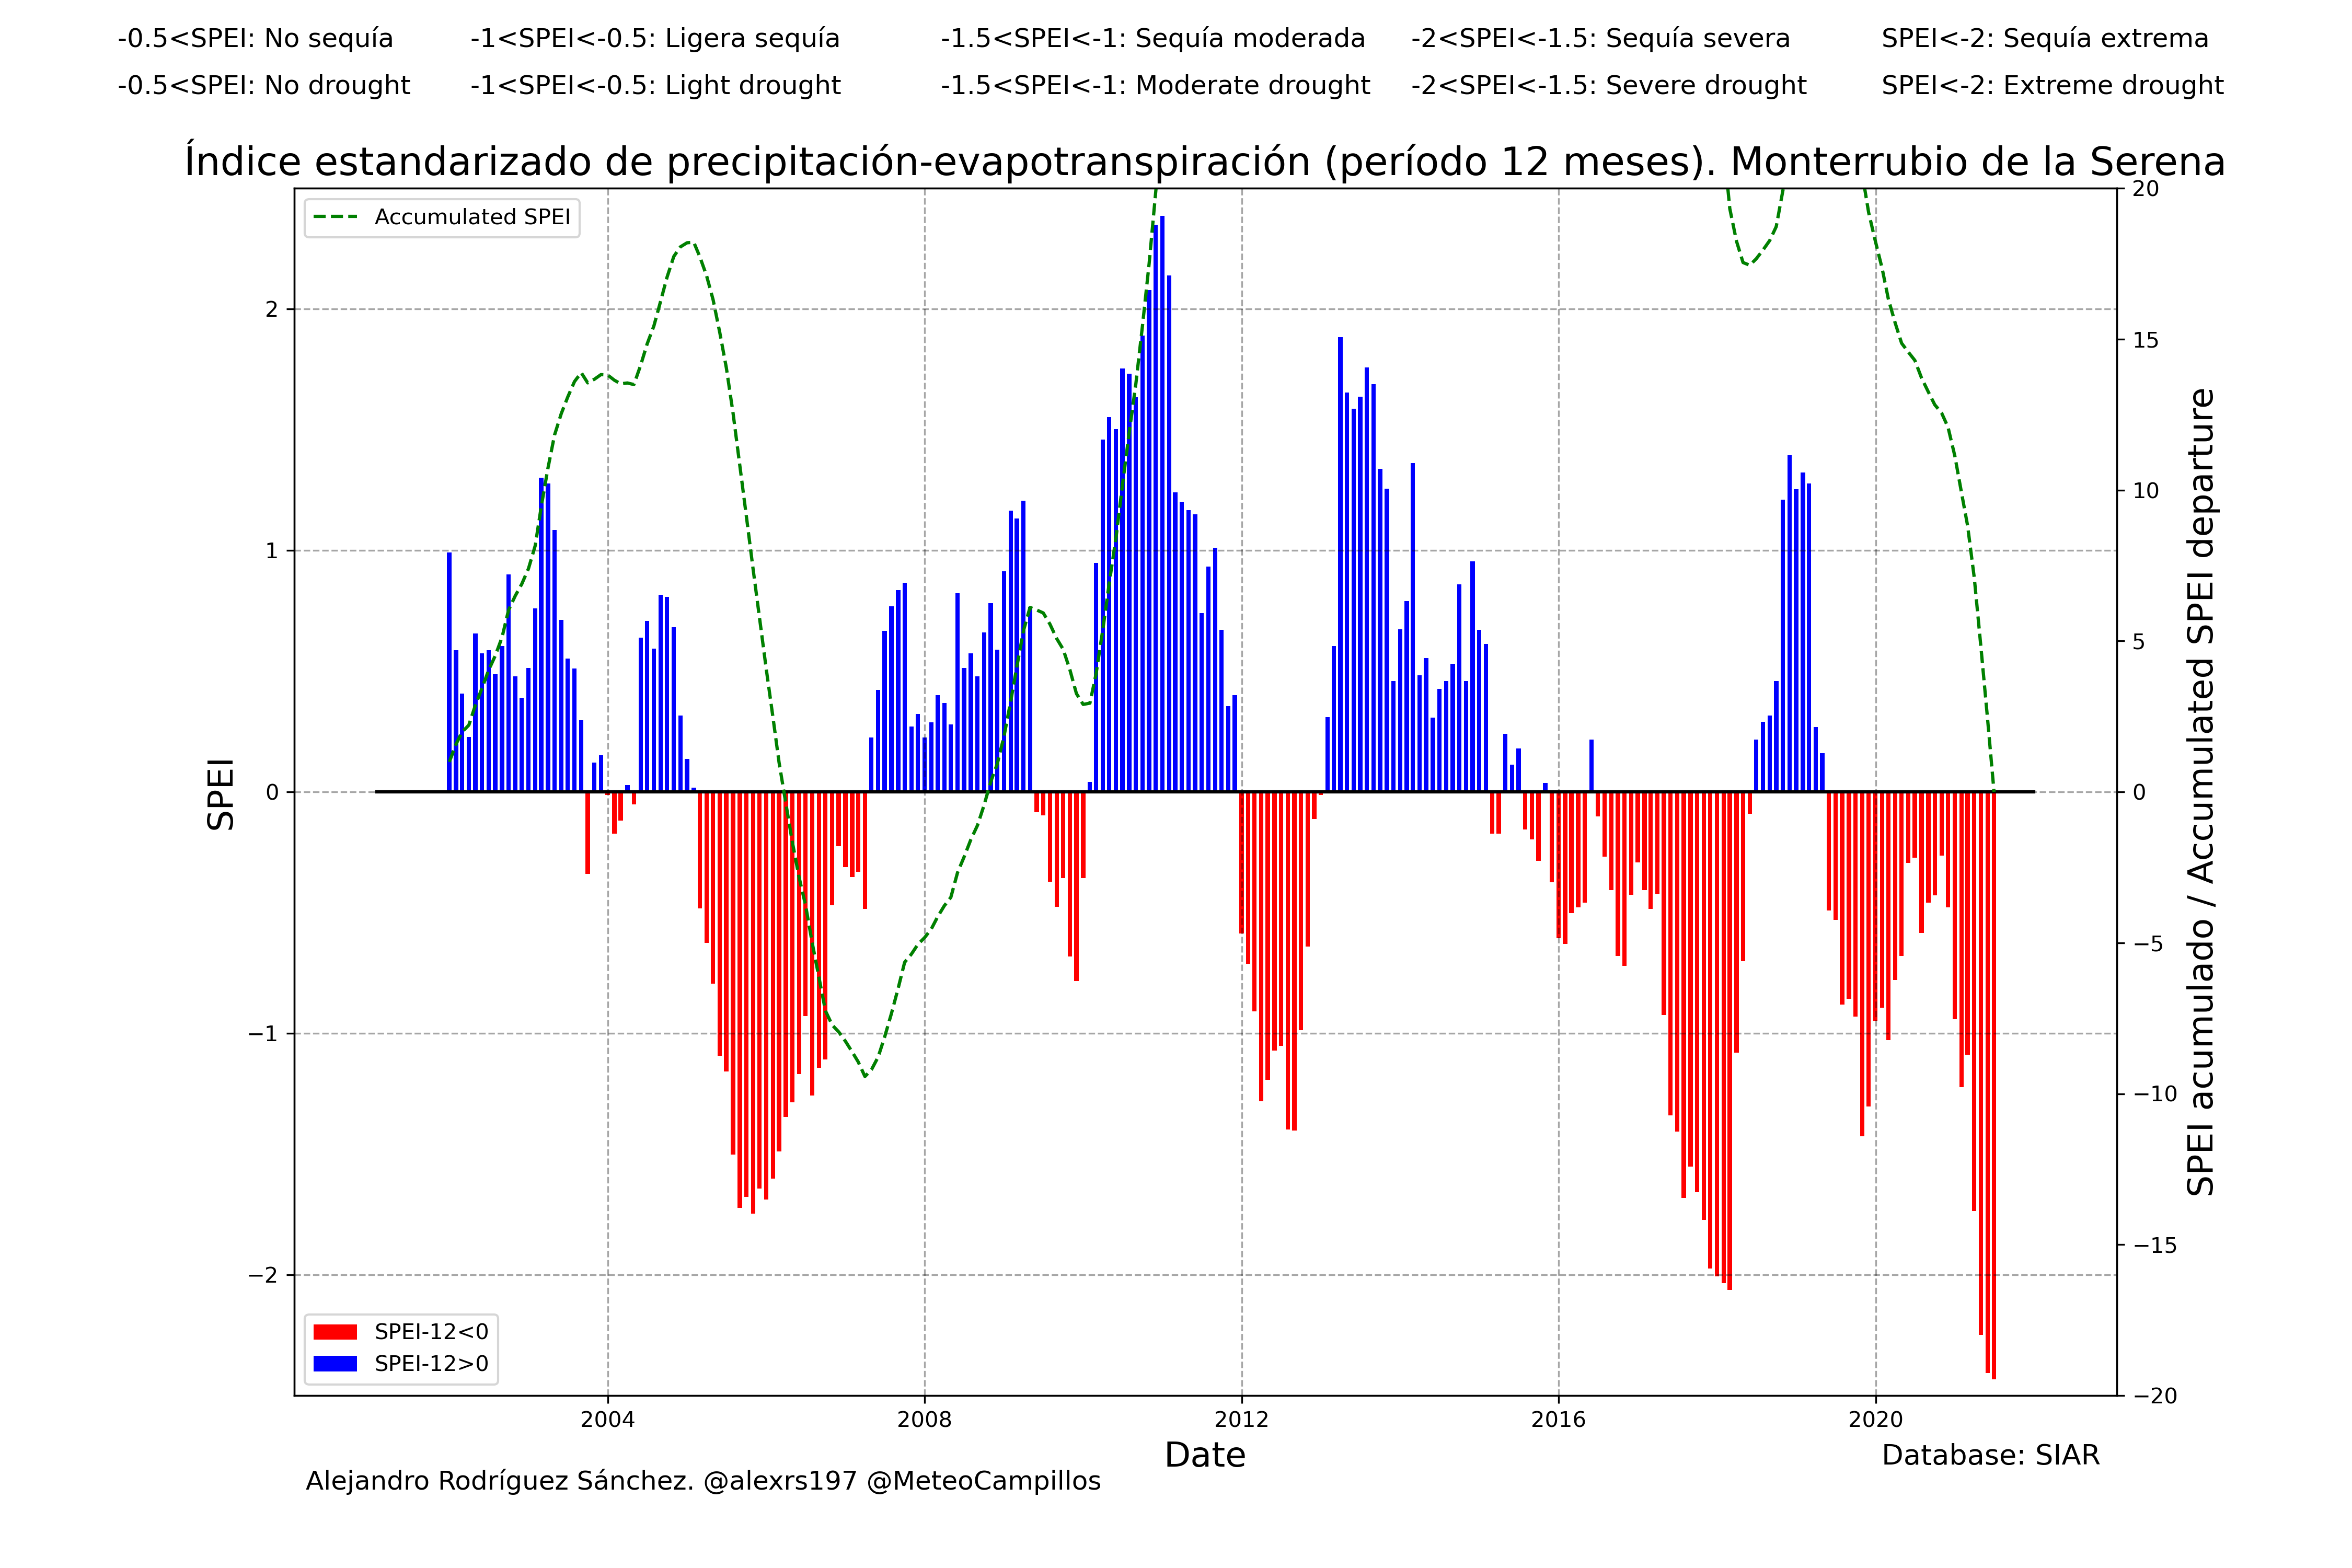 -0.5<SPEI: No sequía -1<SPEI<-0.5: Ligera sequía -1.5<SPEI<-1: Sequía moderada -2<SPEI<-1.5: Sequía severa SPEI<-2: Sequía extrema
-0.5<SPEI: No drought -1<SPEI<-0.5: Light drought -1.5<SPEI<-1: Moderate drought -2<SPEI<-1.5: Severe drought SPEI<-2: Extreme drought
Índice estandarizado de precipitación-evapotranspiración (período 12 meses). Monterrubio de la Serena
Accumulated SPEI
SPEI
2
1
0
−1
−2
20
15
10
5
0
−5
−10
−15
−20
SPEI acumulado / Accumulated SPEI departure
SPEI-12<0
SPEI-12>0
2004 2008 2012 2016 2020
Date
Database: SIAR
Alejandro Rodríguez Sánchez. @alexrs197 @MeteoCampillos